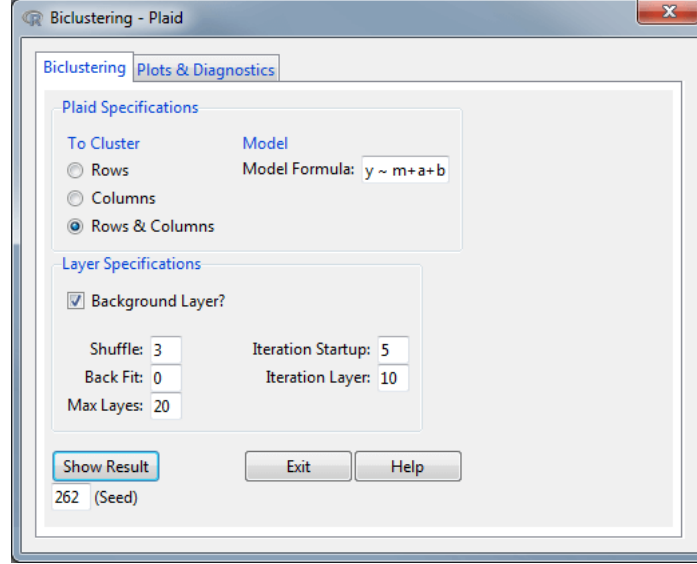 Biclustering - Plaid
Biclustering Plots & Diagnostics
Plaid Specifications
To Cluster Model
Rows Model Formula: y ~ m+a+b
Columns
Rows & Columns
Layer Specifications
Background Layer?
Shuffle: 3 Iteration Startup: 5
Back Fit: 0 Iteration Layer: 10
Max Layes: 20
Show Result Exit Help
262 (Seed)